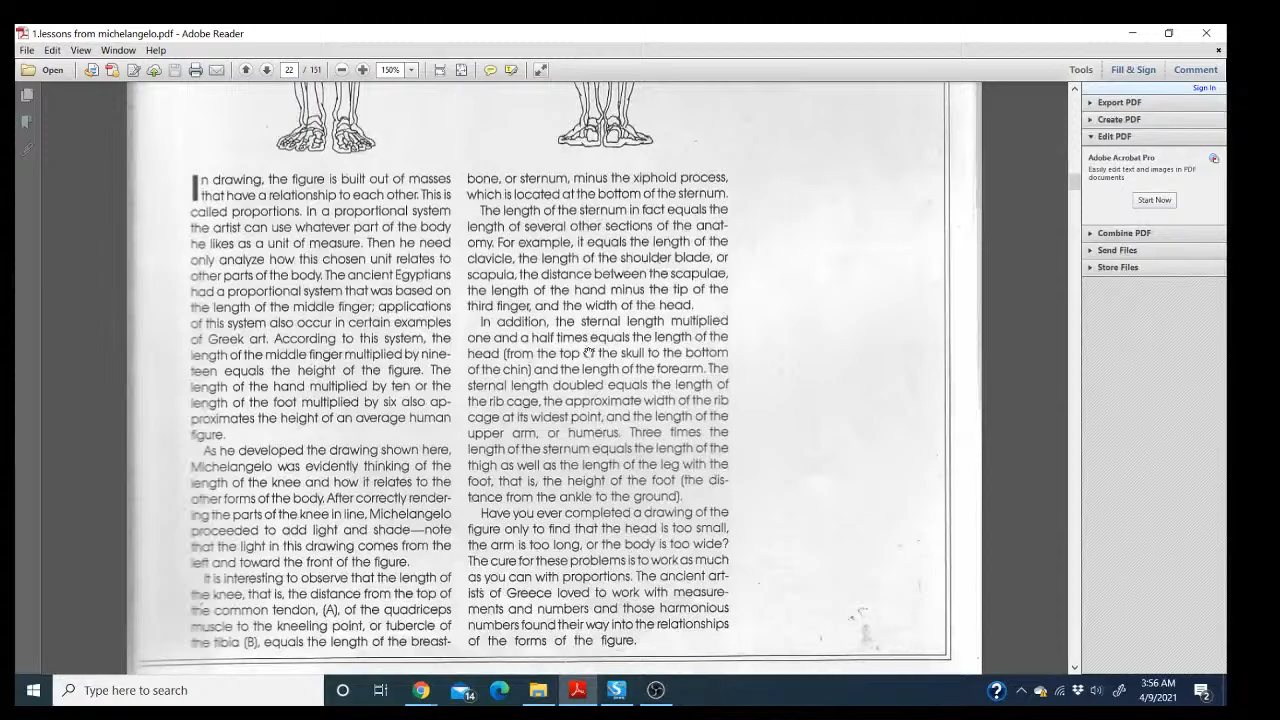 1.lessons from michelangelo.pdf - Adobe Reader
File Edit View Window Help
Open 22 / 151 150% Tools Fill & Sign Comment
Sign In
Export PDF
Create PDF
Edit PDF
Adobe Acrobat Pro
Easily edit text and images in PDF
documents
Start Now
Combine PDF
Send Files
Store Files
In drawing, the figure is built out of masses
that have a relationship to each other. This is
called proportions. In a proportional system
the artist can use whatever part of the body
he likes as a unit of measure. Then he need
only analyze how this chosen unit relates to
other parts of the body. The ancient Egyptians
had a proportional system that was based on
the length of the middle finger; applications
of this system also occur in certain examples
of Greek art. According to this system, the
length of the middle finger multiplied by nine-
teen equals the height of the figure. The
length of the hand multiplied by ten or the
length of the foot multiplied by six also ap-
proximates the height of an average human
figure.
As he developed the drawing shown here,
Michelangelo was evidently thinking of the
length of the knee and how it relates to the
other forms of the body. After correctly render-
ing the parts of the knee in line, Michelangelo
proceeded to add light and shade—note
that the light in this drawing comes from the
left and toward the front of the figure.
It is interesting to observe that the length of
the knee, that is, the distance from the top of
the common tendon, (A), of the quadriceps
muscle to the kneeling point, or tubercle of
the tibia (B), equals the length of the breast-
bone, or sternum, minus the xiphoid process,
which is located at the bottom of the sternum.
The length of the sternum in fact equals the
length of several other sections of the anat-
omy. For example, it equals the length of the
clavicle, the length of the shoulder blade, or
scapula, the distance between the scapulae,
the length of the hand minus the tip of the
third finger, and the width of the head.
In addition, the sternal length multiplied
one and a half times equals the length of the
head (from the top of the skull to the bottom
of the chin) and the length of the forearm. The
sternal length doubled equals the length of
the rib cage, the approximate width of the rib
cage at its widest point, and the length of the
upper arm, or humerus. Three times the
length of the sternum equals the length of the
thigh as well as the length of the leg with the
foot, that is, the height of the foot (the dis-
tance from the ankle to the ground).
Have you ever completed a drawing of the
figure only to find that the head is too small,
the arm is too long, or the body is too wide?
The cure for these problems is to work as much
as you can with proportions. The ancient art-
ists of Greece loved to work with measure-
ments and numbers and those harmonious
numbers found their way into the relationships
of the forms of the figure.
Type here to search
14
3:56 AM
4/9/2021
2